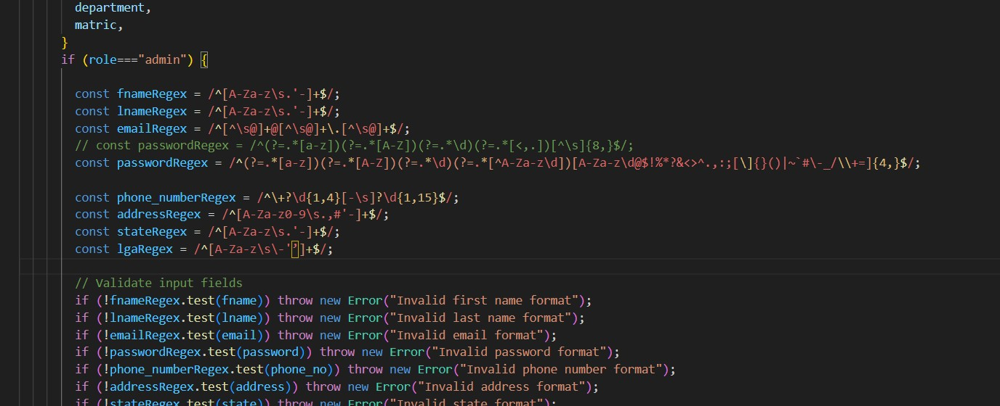 department,
matric,
}
if (role==="admin") {
const fnameRegex = /^[A-Za-z\s.'-]+$/;
const lnameRegex = /^[A-Za-z\s.'-]+$/;
const emailRegex = /^[^\s@]+@[^\s@]+\.[^\s@]+$/;
// const passwordRegex = /^(?=.*[a-z])(?=.*[A-Z])(?=.*\d)(?=.*[<,.])[^\s]{8,}$/;
const passwordRegex = /^(?=.*[a-z])(?=.*[A-Z])(?=.*\d)(?=.*[^A-Za-z\d])[A-Za-z\d@$!%*?&<>^.,:;[\]{}()|~`#\-_/\\+=]{4,}$/;
const phone_numberRegex = /^\+?\d{1,4}[-\s]?\d{1,15}$/;
const addressRegex = /^[A-Za-z0-9\s.,#'-]+$/;
const stateRegex = /^[A-Za-z\s.'-]+$/;
const lgaRegex = /^[A-Za-z\s\-'’]+$/;
// Validate input fields
if (!fnameRegex.test(fname)) throw new Error("Invalid first name format");
if (!lnameRegex.test(lname)) throw new Error("Invalid last name format");
if (!emailRegex.test(email)) throw new Error("Invalid email format");
if (!passwordRegex.test(password)) throw new Error("Invalid password format");
if (!phone_numberRegex.test(phone_no)) throw new Error("Invalid phone number format");
if (!addressRegex.test(address)) throw new Error("Invalid address format");
if (!stateRegex.test(state)) throw new Error("Invalid state format");